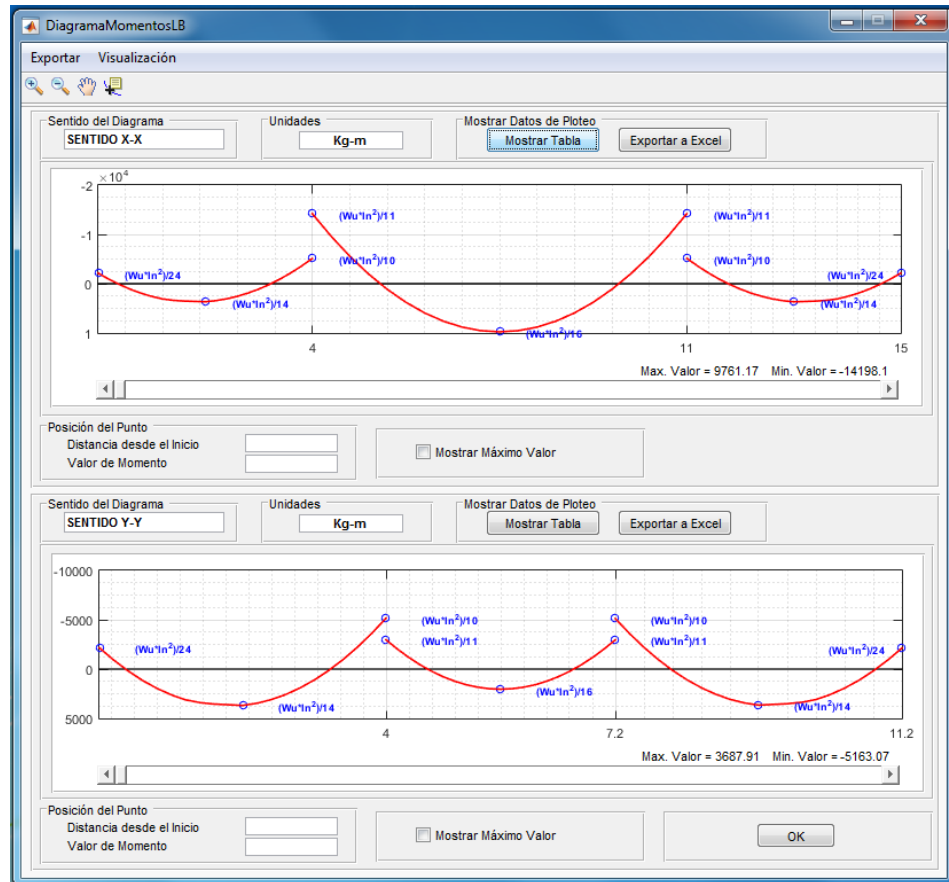 DiagramaMomentosLB
Exportar Visualización
Sentido del Diagrama Unidades Mostrar Datos de Ploteo
SENTIDO X-X Kg-m Mostrar Tabla Exportar a Excel
×10⁴
-2
(Wu*ln²)/11 (Wu*ln²)/11
-1
(Wu*ln²)/24 (Wu*ln²)/10 (Wu*ln²)/10 (Wu*ln²)/24
0
(Wu*ln²)/14 (Wu*ln²)/14
1 (Wu*ln²)/16
4 11 15
Max. Valor = 9761.17 Min. Valor = -14198.1
Posición del Punto
Distancia desde el Inicio
Mostrar Máximo Valor
Valor de Momento
Sentido del Diagrama Unidades Mostrar Datos de Ploteo
SENTIDO Y-Y Kg-m Mostrar Tabla Exportar a Excel
-10000
-5000 (Wu*ln²)/10 (Wu*ln²)/10
(Wu*ln²)/24 (Wu*ln²)/11 (Wu*ln²)/11 (Wu*ln²)/24
0
(Wu*ln²)/16
(Wu*ln²)/14 (Wu*ln²)/14
5000
4 7.2 11.2
Max. Valor = 3687.91 Min. Valor = -5163.07
Posición del Punto
Distancia desde el Inicio
Mostrar Máximo Valor OK
Valor de Momento